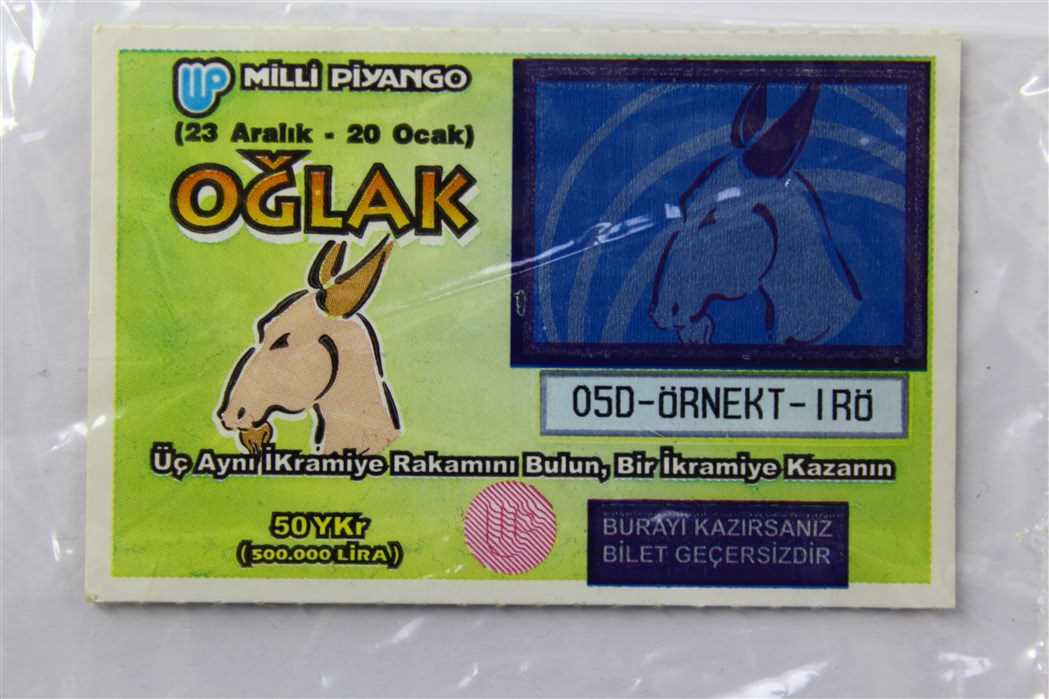 MİLLİ PİYANGO
(23 Aralık - 20 Ocak)
OĞLAK
05D-ÖRNEKT-IRÖ
Üç Aynı İKramiye Rakamını Bulun, Bir İkramiye Kazanın
50 YKr
(500.000 LİRA)
BURAYI KAZIRSANIZ
BİLET GEÇERSİZDİR